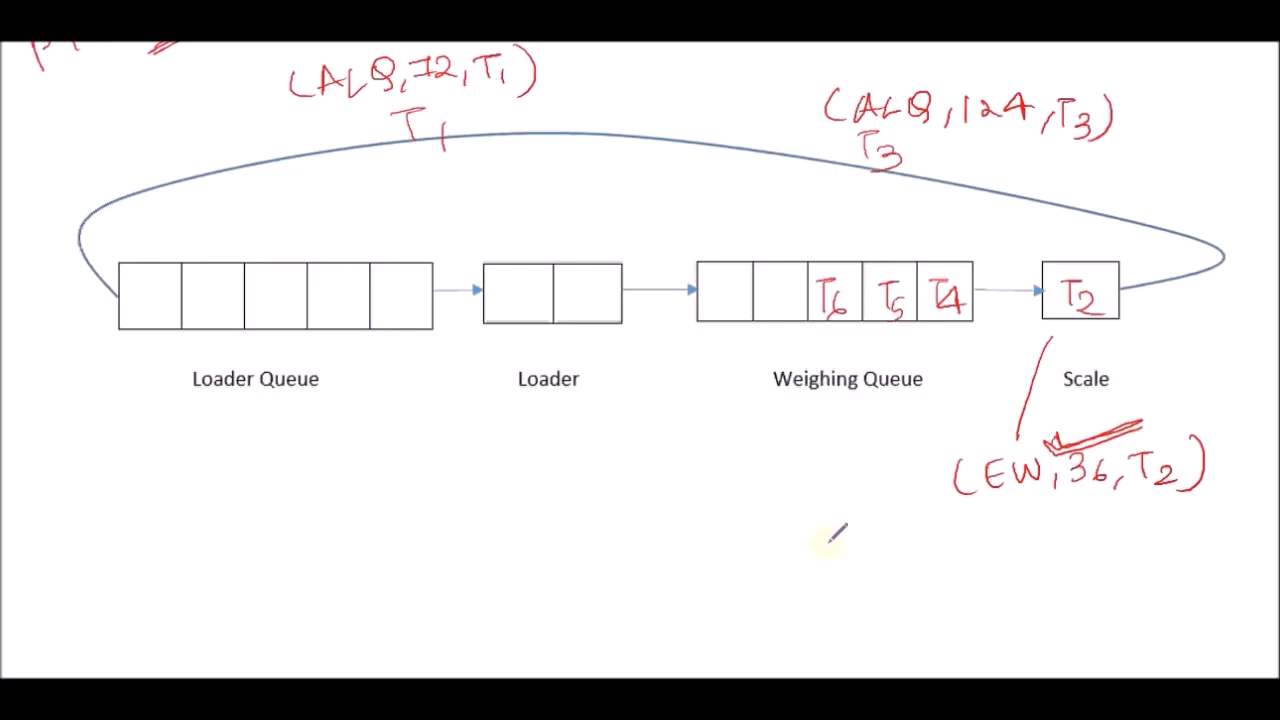 (ALQ, 72, T1)
T1
(ALQ, 124, T3)
T3
T6 T5 T4 T2
Loader Queue Loader Weighing Queue Scale
(EW, 36, T2)